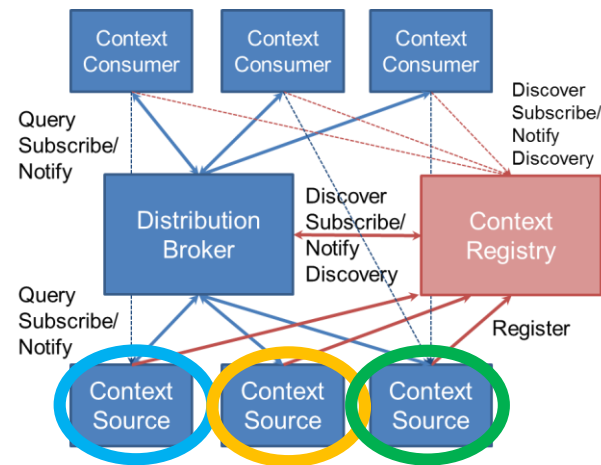 Context
Consumer
Context
Consumer
Context
Consumer
Discover
Subscribe/
Notify
Discovery
Query
Subscribe/
Notify
Distribution
Broker
Discover
Subscribe/
Notify
Discovery
Context
Registry
Query
Subscribe/
Notify
Register
Context
Source
Context
Source
Context
Source